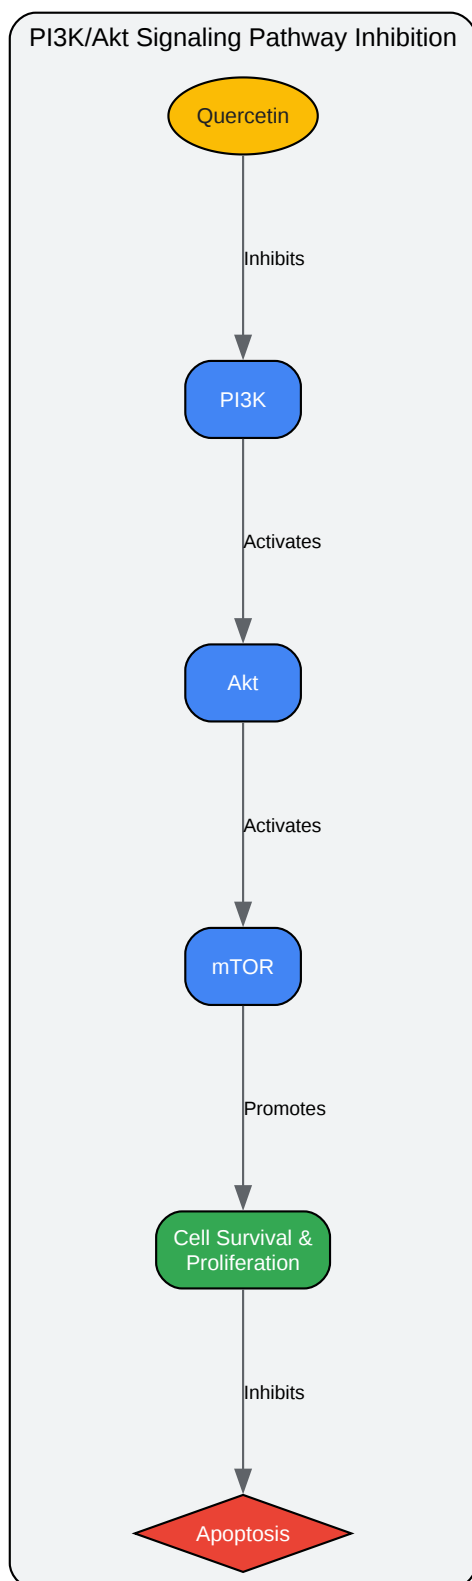 PI3K/Akt Signaling Pathway Inhibition
Quercetin
Inhibits
PI3K
Activates
Akt
Activates
mTOR
Promotes
Cell Survival &
Proliferation
Inhibits
Apoptosis